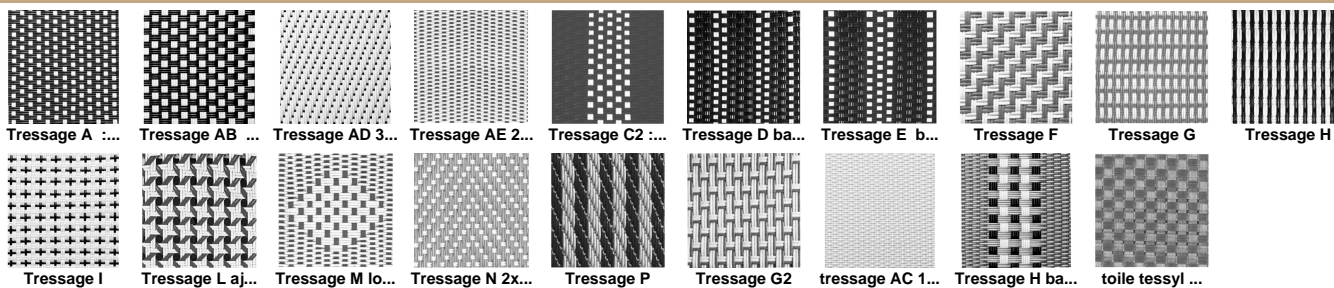 Tressage A :... Tressage AB ... Tressage AD 3... Tressage AE 2... Tressage C2 :... Tressage D ba... Tressage E b... Tressage F Tressage G Tressage H
Tressage I Tressage L aj... Tressage M lo... Tressage N 2x... Tressage P Tressage G2 tressage AC 1... Tressage H ba... toile tessyl ...